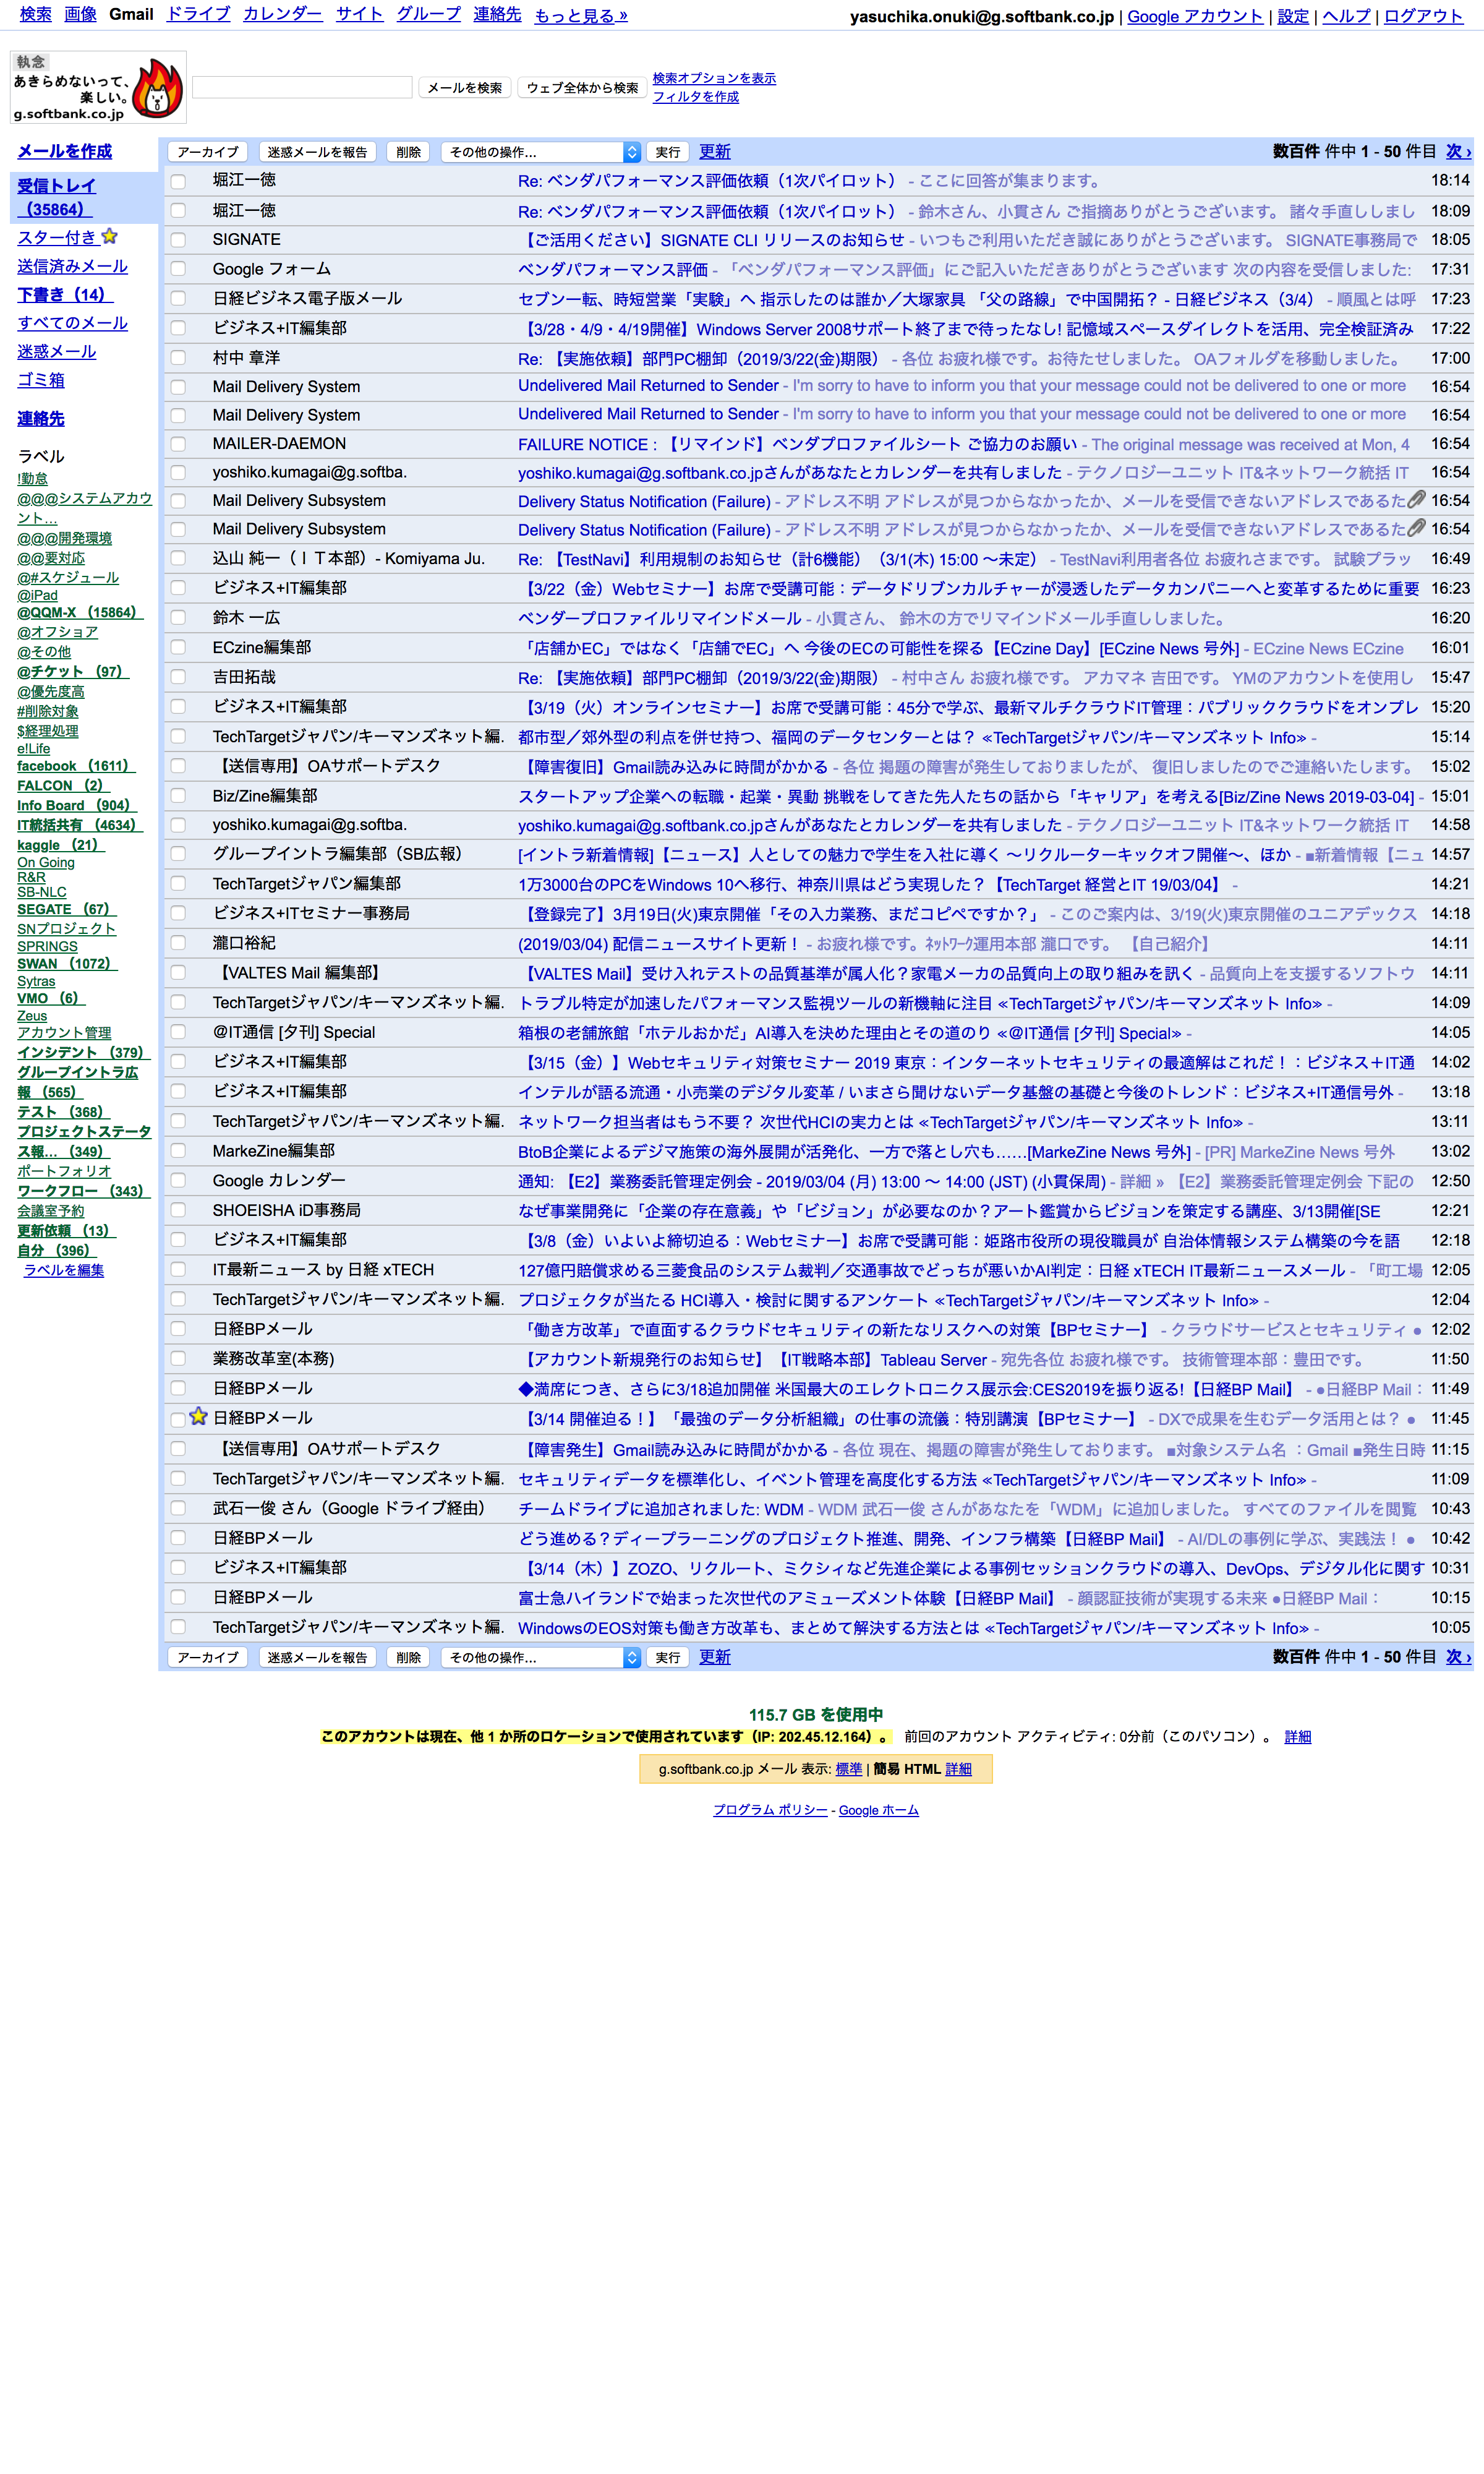 検索 画像 Gmail ドライブ カレンダー サイト グループ 連絡先 もっと見る »
yasuchika.onuki@g.softbank.co.jp | Google アカウント | 設定 | ヘルプ | ログアウト
執念
あきらめないって、
楽しい。
g.softbank.co.jp
メールを検索 ウェブ全体から検索
検索オプションを表示
フィルタを作成
メールを作成
受信トレイ
（35864）
スター付き
送信済みメール
下書き（14）
すべてのメール
迷惑メール
ゴミ箱
連絡先
ラベル
!勤怠
@@@システムアカウ
ント...
@@@開発環境
@@要対応
@#スケジュール
@iPad
@QQM-X （15864）
@オフショア
@その他
@チケット （97）
@優先度高
#削除対象
$経理処理
e!Life
facebook （1611）
FALCON （2）
Info Board （904）
IT統括共有 （4634）
kaggle （21）
On Going
R&R
SB-NLC
SEGATE （67）
SNプロジェクト
SPRINGS
SWAN （1072）
Sytras
VMO （6）
Zeus
アカウント管理
インシデント （379）
グループイントラ広
報 （565）
テスト （368）
プロジェクトステータ
ス報... （349）
ポートフォリオ
ワークフロー （343）
会議室予約
更新依頼 （13）
自分 （396）
ラベルを編集
アーカイブ 迷惑メールを報告 削除 その他の操作... 実行 更新 数百件 件中 1 - 50 件目 次 ›
堀江一徳 Re: ベンダパフォーマンス評価依頼（1次パイロット） - ここに回答が集まります。 18:14
堀江一徳 Re: ベンダパフォーマンス評価依頼（1次パイロット） - 鈴木さん、小貫さん ご指摘ありがとうございます。 諸々手直ししまし 18:09
SIGNATE 【ご活用ください】SIGNATE CLI リリースのお知らせ - いつもご利用いただき誠にありがとうございます。 SIGNATE事務局で 18:05
Google フォーム ベンダパフォーマンス評価 - 「ベンダパフォーマンス評価」にご記入いただきありがとうございます 次の内容を受信しました: 17:31
日経ビジネス電子版メール セブン一転、時短営業「実験」へ 指示したのは誰か／大塚家具 「父の路線」で中国開拓？ - 日経ビジネス（3/4） - 順風とは呼 17:23
ビジネス+IT編集部 【3/28・4/9・4/19開催】Windows Server 2008サポート終了まで待ったなし! 記憶域スペースダイレクトを活用、完全検証済み 17:22
村中 章洋 Re: 【実施依頼】部門PC棚卸（2019/3/22(金)期限） - 各位 お疲れ様です。お待たせしました。 OAフォルダを移動しました。 17:00
Mail Delivery System Undelivered Mail Returned to Sender - I'm sorry to have to inform you that your message could not be delivered to one or more 16:54
Mail Delivery System Undelivered Mail Returned to Sender - I'm sorry to have to inform you that your message could not be delivered to one or more 16:54
MAILER-DAEMON FAILURE NOTICE : 【リマインド】ベンダプロファイルシート ご協力のお願い - The original message was received at Mon, 4 16:54
yoshiko.kumagai@g.softba. yoshiko.kumagai@g.softbank.co.jpさんがあなたとカレンダーを共有しました - テクノロジーユニット IT&ネットワーク統括 IT 16:54
Mail Delivery Subsystem Delivery Status Notification (Failure) - アドレス不明 アドレスが見つからなかったか、メールを受信できないアドレスであるた 16:54
Mail Delivery Subsystem Delivery Status Notification (Failure) - アドレス不明 アドレスが見つからなかったか、メールを受信できないアドレスであるた 16:54
込山 純一（ＩＴ本部）- Komiyama Ju. Re: 【TestNavi】利用規制のお知らせ（計6機能）（3/1(木) 15:00 ～未定） - TestNavi利用者各位 お疲れさまです。 試験プラッ 16:49
ビジネス+IT編集部 【3/22（金）Webセミナー】お席で受講可能：データドリブンカルチャーが浸透したデータカンパニーへと変革するために重要 16:23
鈴木 一広 ベンダープロファイルリマインドメール - 小貫さん、 鈴木の方でリマインドメール手直ししました。 16:20
ECzine編集部 「店舗かEC」ではなく「店舗でEC」へ 今後のECの可能性を探る【ECzine Day】[ECzine News 号外] - ECzine News ECzine 16:01
吉田拓哉 Re: 【実施依頼】部門PC棚卸（2019/3/22(金)期限） - 村中さん お疲れ様です。 アカマネ 吉田です。 YMのアカウントを使用し 15:47
ビジネス+IT編集部 【3/19（火）オンラインセミナー】お席で受講可能：45分で学ぶ、最新マルチクラウドIT管理：パブリッククラウドをオンプレ 15:20
TechTargetジャパン/キーマンズネット編. 都市型／郊外型の利点を併せ持つ、福岡のデータセンターとは？ ≪TechTargetジャパン/キーマンズネット Info≫ - 15:14
【送信専用】OAサポートデスク 【障害復旧】Gmail読み込みに時間がかかる - 各位 掲題の障害が発生しておりましたが、 復旧しましたのでご連絡いたします。 15:02
Biz/Zine編集部 スタートアップ企業への転職・起業・異動 挑戦をしてきた先人たちの話から「キャリア」を考える[Biz/Zine News 2019-03-04] - 15:01
yoshiko.kumagai@g.softba. yoshiko.kumagai@g.softbank.co.jpさんがあなたとカレンダーを共有しました - テクノロジーユニット IT&ネットワーク統括 IT 14:58
グループイントラ編集部（SB広報） [イントラ新着情報]【ニュース】人としての魅力で学生を入社に導く ～リクルーターキックオフ開催～、ほか - ■新着情報【ニュ 14:57
TechTargetジャパン編集部 1万3000台のPCをWindows 10へ移行、神奈川県はどう実現した？【TechTarget 経営とIT 19/03/04】 - 14:21
ビジネス+ITセミナー事務局 【登録完了】3月19日(火)東京開催「その入力業務、まだコピペですか？」 - このご案内は、3/19(火)東京開催のユニアデックス 14:18
瀧口裕紀 (2019/03/04) 配信ニュースサイト更新！ - お疲れ様です。ﾈｯﾄﾜｰｸ運用本部 瀧口です。 【自己紹介】 14:11
【VALTES Mail 編集部】 【VALTES Mail】受け入れテストの品質基準が属人化？家電メーカの品質向上の取り組みを訊く - 品質向上を支援するソフトウ 14:11
TechTargetジャパン/キーマンズネット編. トラブル特定が加速したパフォーマンス監視ツールの新機軸に注目 ≪TechTargetジャパン/キーマンズネット Info≫ - 14:09
@IT通信 [夕刊] Special 箱根の老舗旅館「ホテルおかだ」AI導入を決めた理由とその道のり ≪@IT通信 [夕刊] Special≫ - 14:05
ビジネス+IT編集部 【3/15（金）】Webセキュリティ対策セミナー 2019 東京：インターネットセキュリティの最適解はこれだ！：ビジネス＋IT通 14:02
ビジネス+IT編集部 インテルが語る流通・小売業のデジタル変革 / いまさら聞けないデータ基盤の基礎と今後のトレンド：ビジネス+IT通信号外 - 13:18
TechTargetジャパン/キーマンズネット編. ネットワーク担当者はもう不要？ 次世代HCIの実力とは ≪TechTargetジャパン/キーマンズネット Info≫ - 13:11
MarkeZine編集部 BtoB企業によるデジマ施策の海外展開が活発化、一方で落とし穴も……[MarkeZine News 号外] - [PR] MarkeZine News 号外 13:02
Google カレンダー 通知: 【E2】業務委託管理定例会 - 2019/03/04 (月) 13:00 ～ 14:00 (JST) (小貫保周) - 詳細 » 【E2】業務委託管理定例会 下記の 12:50
SHOEISHA iD事務局 なぜ事業開発に「企業の存在意義」や「ビジョン」が必要なのか？アート鑑賞からビジョンを策定する講座、3/13開催[SE 12:21
ビジネス+IT編集部 【3/8（金）いよいよ締切迫る：Webセミナー】お席で受講可能：姫路市役所の現役職員が 自治体情報システム構築の今を語 12:18
IT最新ニュース by 日経 xTECH 127億円賠償求める三菱食品のシステム裁判／交通事故でどっちが悪いかAI判定：日経 xTECH IT最新ニュースメール - 「町工場 12:05
TechTargetジャパン/キーマンズネット編. プロジェクタが当たる HCI導入・検討に関するアンケート ≪TechTargetジャパン/キーマンズネット Info≫ - 12:04
日経BPメール 「働き方改革」で直面するクラウドセキュリティの新たなリスクへの対策【BPセミナー】 - クラウドサービスとセキュリティ ● 12:02
業務改革室(本務) 【アカウント新規発行のお知らせ】【IT戦略本部】Tableau Server - 宛先各位 お疲れ様です。 技術管理本部：豊田です。 11:50
日経BPメール ◆満席につき、さらに3/18追加開催 米国最大のエレクトロニクス展示会:CES2019を振り返る!【日経BP Mail】 - ●日経BP Mail： 11:49
日経BPメール 【3/14 開催迫る！】「最強のデータ分析組織」の仕事の流儀：特別講演【BPセミナー】 - DXで成果を生むデータ活用とは？ ● 11:45
【送信専用】OAサポートデスク 【障害発生】Gmail読み込みに時間がかかる - 各位 現在、掲題の障害が発生しております。 ■対象システム名 ：Gmail ■発生日時 11:15
TechTargetジャパン/キーマンズネット編. セキュリティデータを標準化し、イベント管理を高度化する方法 ≪TechTargetジャパン/キーマンズネット Info≫ - 11:09
武石一俊 さん（Google ドライブ経由） チームドライブに追加されました: WDM - WDM 武石一俊 さんがあなたを「WDM」に追加しました。 すべてのファイルを閲覧 10:43
日経BPメール どう進める？ディープラーニングのプロジェクト推進、開発、インフラ構築【日経BP Mail】 - AI/DLの事例に学ぶ、実践法！ ● 10:42
ビジネス+IT編集部 【3/14（木）】ZOZO、リクルート、ミクシィなど先進企業による事例セッションクラウドの導入、DevOps、デジタル化に関す 10:31
日経BPメール 富士急ハイランドで始まった次世代のアミューズメント体験【日経BP Mail】 - 顔認証技術が実現する未来 ●日経BP Mail： 10:15
TechTargetジャパン/キーマンズネット編. WindowsのEOS対策も働き方改革も、まとめて解決する方法とは ≪TechTargetジャパン/キーマンズネット Info≫ - 10:05
アーカイブ 迷惑メールを報告 削除 その他の操作... 実行 更新 数百件 件中 1 - 50 件目 次 ›
115.7 GB を使用中
このアカウントは現在、他 1 か所のロケーションで使用されています（IP: 202.45.12.164）。 前回のアカウント アクティビティ: 0分前（このパソコン）。 詳細
g.softbank.co.jp メール 表示: 標準 | 簡易 HTML 詳細
プログラム ポリシー - Google ホーム